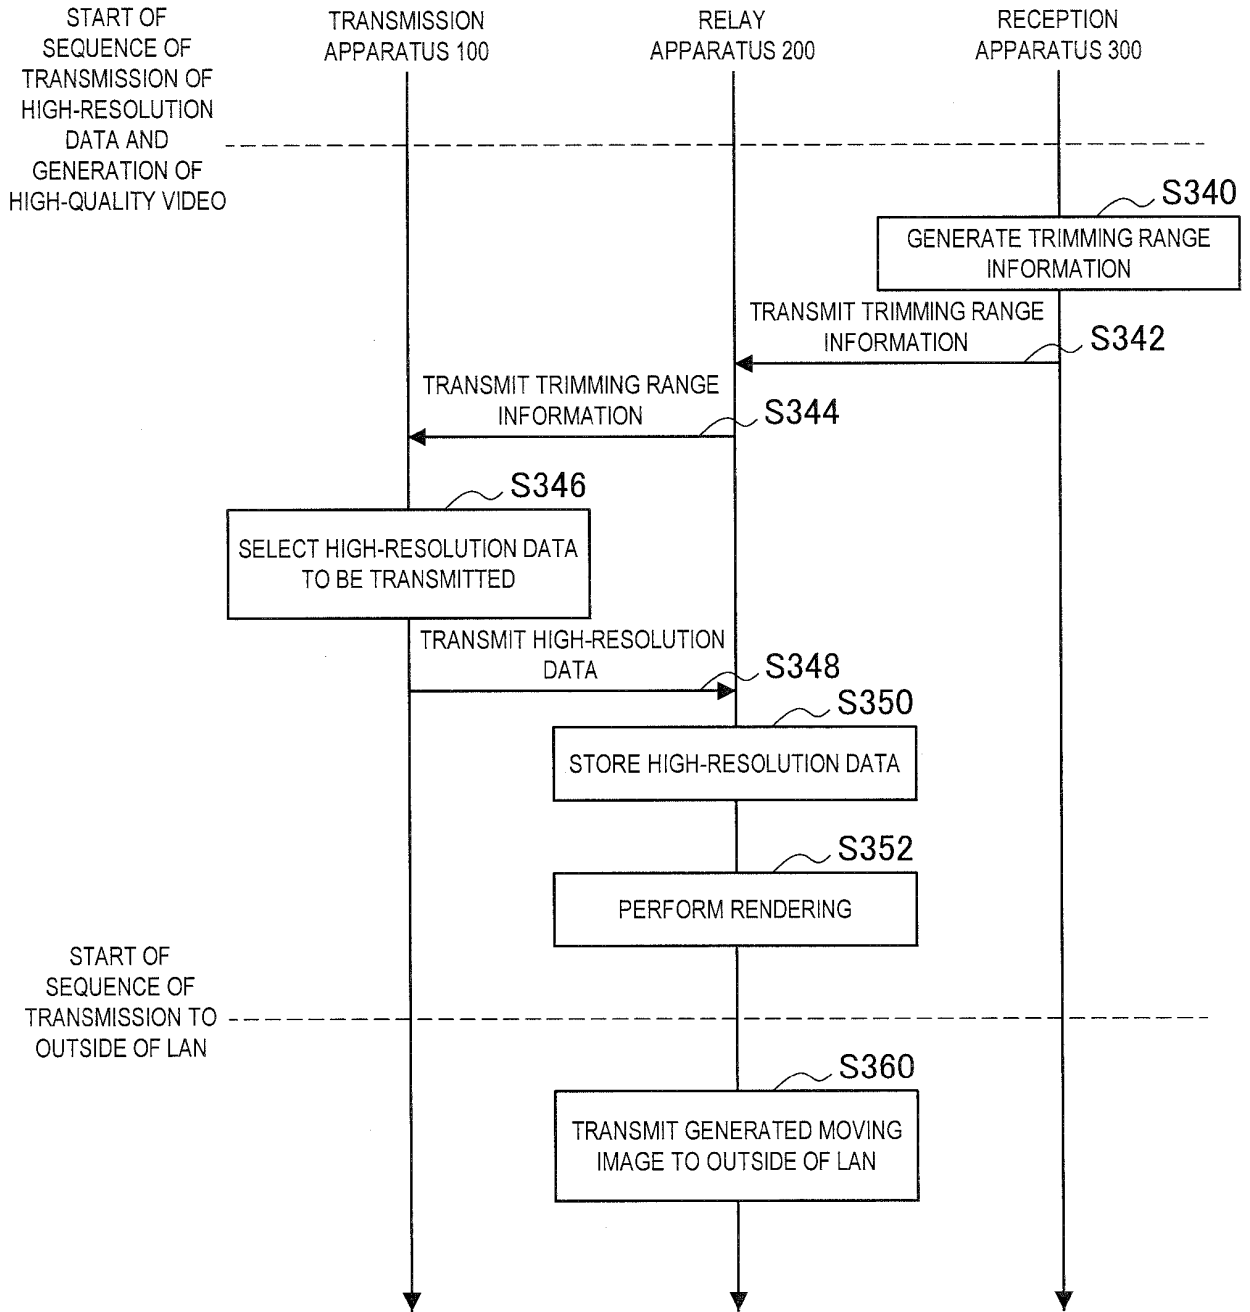 START OF
SEQUENCE OF
TRANSMISSION OF
HIGH-RESOLUTION
DATA AND
GENERATION OF
HIGH-QUALITY VIDEO
TRANSMISSION
APPARATUS 100
RELAY
APPARATUS 200
RECEPTION
APPARATUS 300
S340
GENERATE TRIMMING RANGE
INFORMATION
TRANSMIT TRIMMING RANGE
INFORMATION
S342
TRANSMIT TRIMMING RANGE
INFORMATION
S344
S346
SELECT HIGH-RESOLUTION DATA
TO BE TRANSMITTED
TRANSMIT HIGH-RESOLUTION
DATA
S348
S350
STORE HIGH-RESOLUTION DATA
S352
PERFORM RENDERING
START OF
SEQUENCE OF
TRANSMISSION TO
OUTSIDE OF LAN
S360
TRANSMIT GENERATED MOVING
IMAGE TO OUTSIDE OF LAN